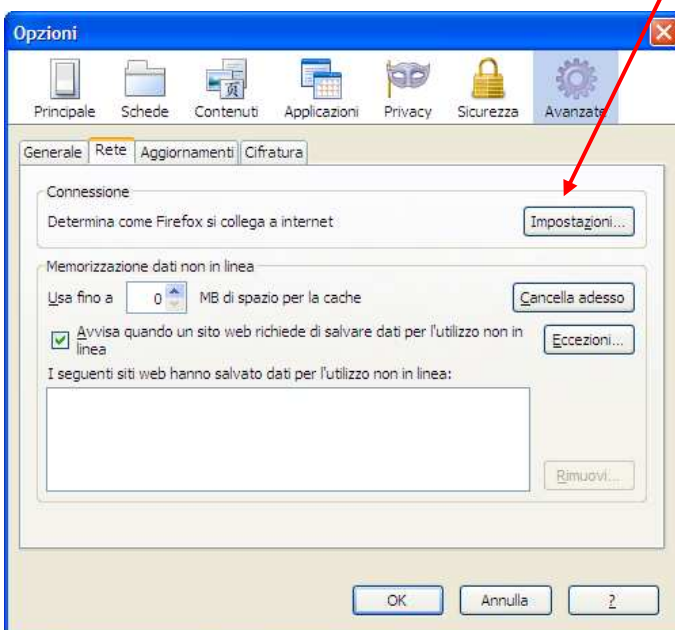 Opzioni
Principale Schede Contenuti Applicazioni Privacy Sicurezza Avanzate
Generale Rete Aggiornamenti Cifratura
Connessione
Determina come Firefox si collega a internet Impostazioni...
Memorizzazione dati non in linea
Usa fino a 0 MB di spazio per la cache Cancella adesso
Avvisa quando un sito web richiede di salvare dati per l'utilizzo non in
linea Eccezioni...
I seguenti siti web hanno salvato dati per l'utilizzo non in linea:
Rimuovi...
OK Annulla ?